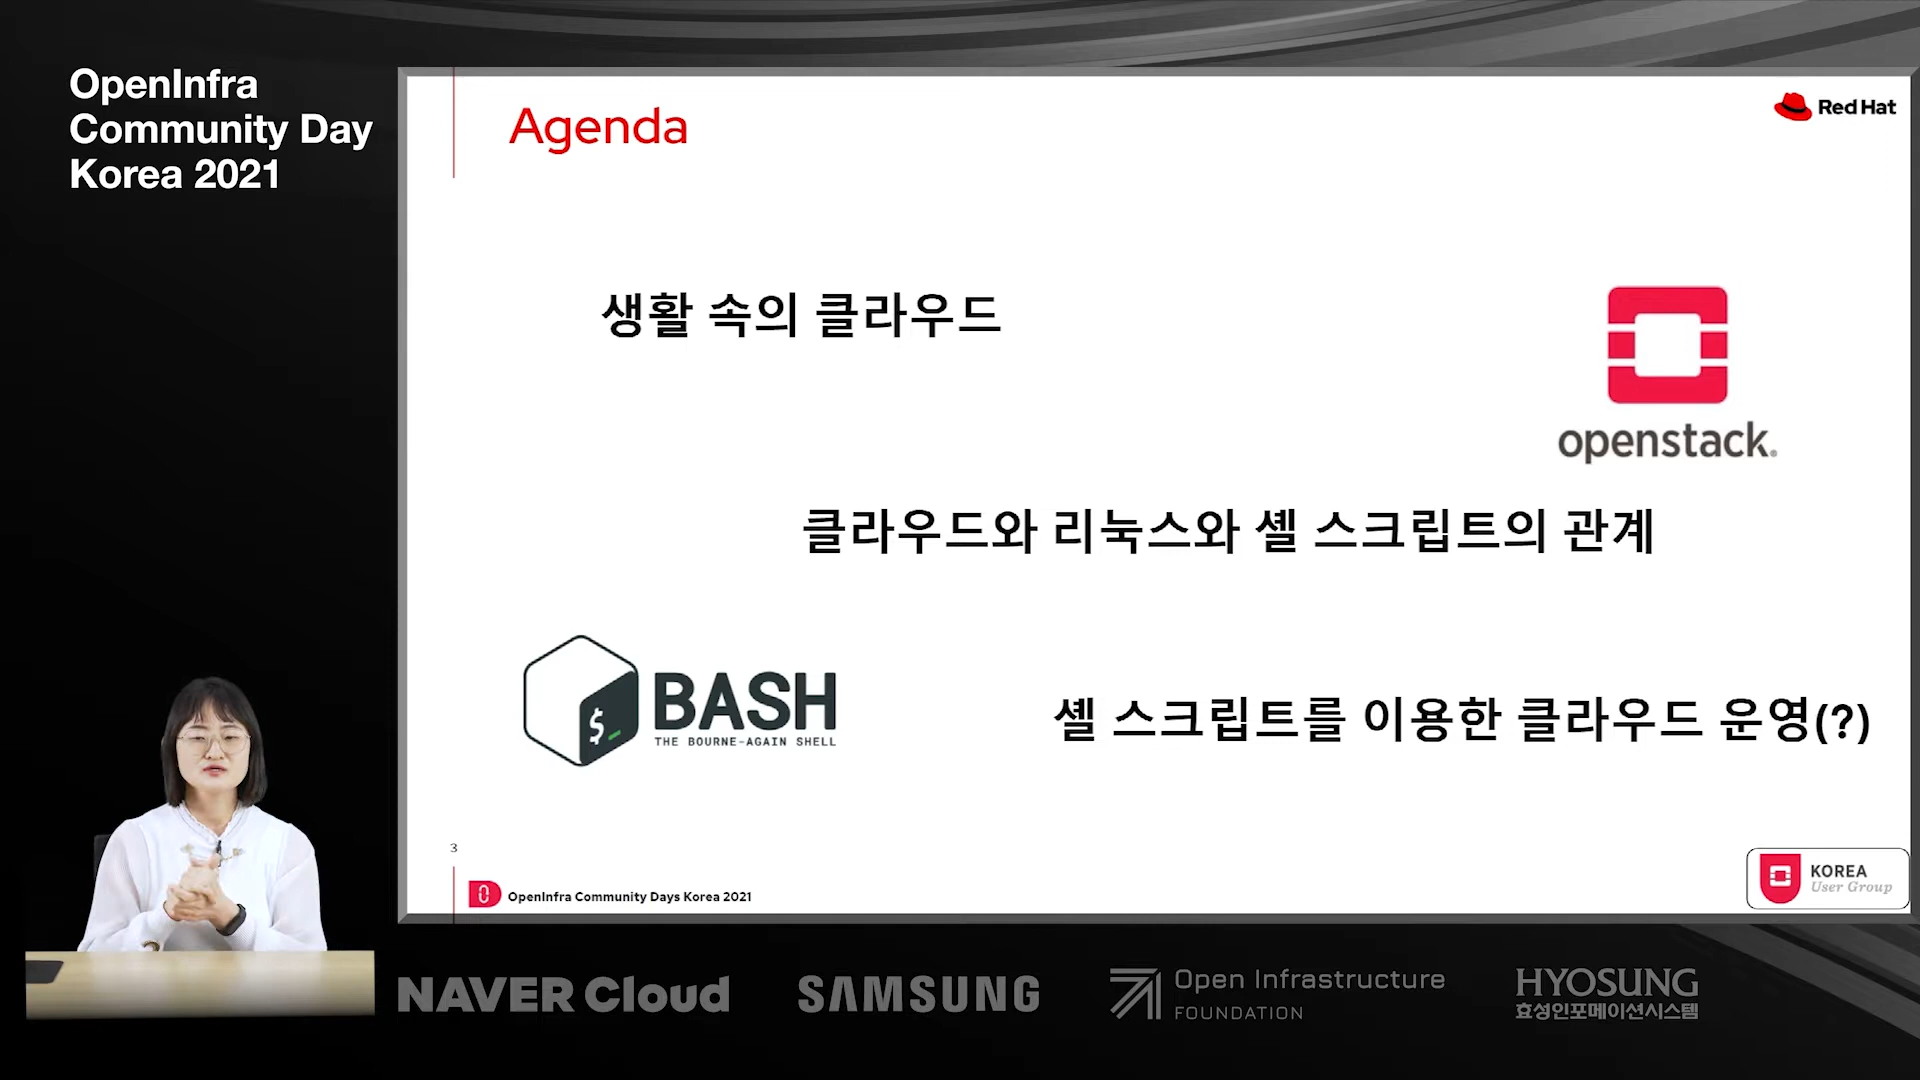 OpenInfra
Community Day
Korea 2021
Agenda
Red Hat
생활 속의 클라우드
openstack.
클라우드와 리눅스와 셸 스크립트의 관계
$
BASH
THE BOURNE-AGAIN SHELL
셸 스크립트를 이용한 클라우드 운영(?)
3
OpenInfra Community Days Korea 2021
KOREA
User Group
NAVER Cloud
SAMSUNG
Open Infrastructure
FOUNDATION
HYOSUNG
효성인포메이션시스템